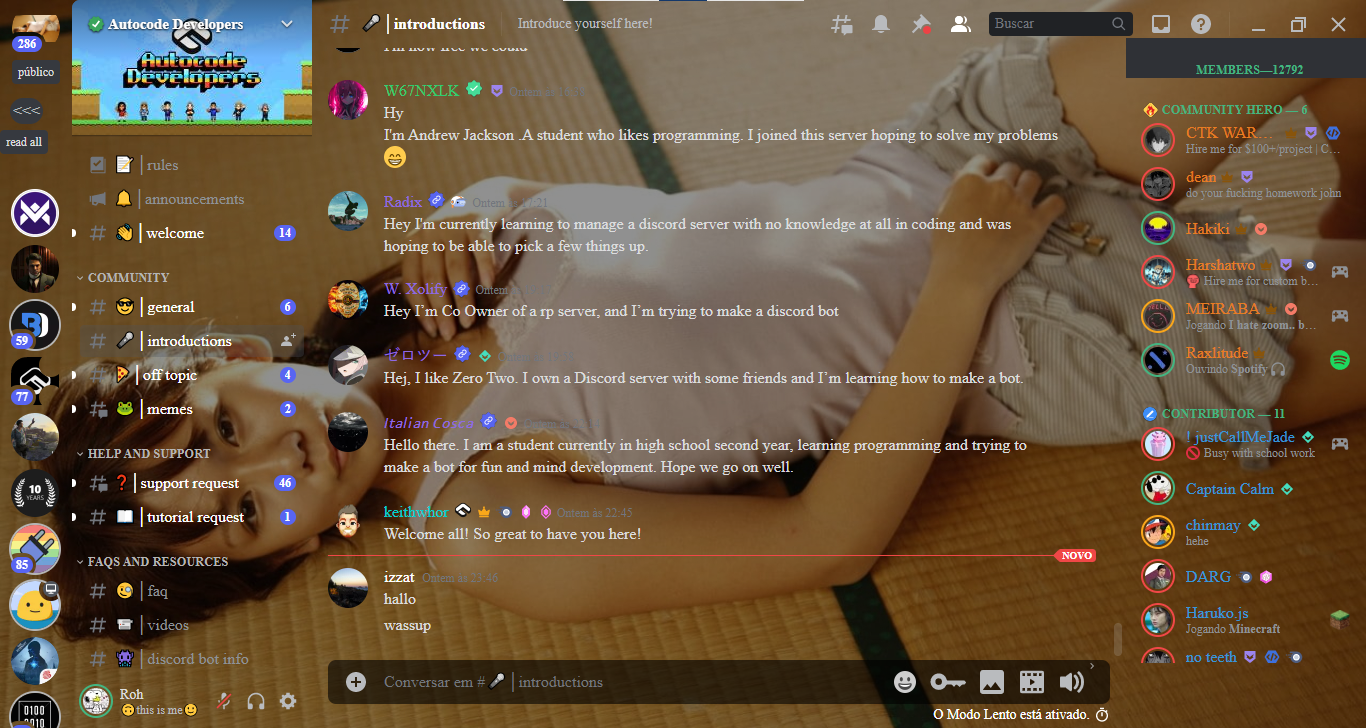 286
público
<<<
read all
59
77
10
YEARS
85
Autocode Developers
Autocode
Developers
rules
announcements
welcome 14
COMMUNITY
general 6
introductions
off topic 4
memes 2
HELP AND SUPPORT
support request 46
tutorial request 1
FAQS AND RESOURCES
faq
videos
discord bot info
Roh
this is me
# | introductions
Introduce yourself here!
Buscar
W67NXLK
Hy
I'm Andrew Jackson .A student who likes programming. I joined this server hoping to solve my problems
Radix
Hey I'm currently learning to manage a discord server with no knowledge at all in coding and was
hoping to be able to pick a few things up.
W. Xolify
Hey I’m Co Owner of a rp server, and I’m trying to make a discord bot
ゼロツー
Hej, I like Zero Two. I own a Discord server with some friends and I’m learning how to make a bot.
Italian Costa
Hello there. I am a student currently in high school second year, learning programming and trying to
make a bot for fun and mind development. Hope we go on well.
keithwhor Ontem às 22:45
Welcome all! So great to have you here!
NOVO
izzat Ontem às 23:46
hallo
wassup
Conversar em # | introductions
O Modo Lento está ativado.
MEMBERS—12792
COMMUNITY HERO — 6
CTK WAR...
Hire me for $100+/project | C...
dean
do your fucking homework john
Hakiki
Harshatwo
Hire me for custom b...
MEIRABA
Jogando I hate zoom.. b...
Raxlitude
Ouvindo Spotify
CONTRIBUTOR — 11
! justCallMeJade
Busy with school work
Captain Calm
chinmay
hehe
DARG
Haruko.js
Jogando Minecraft
no teeth